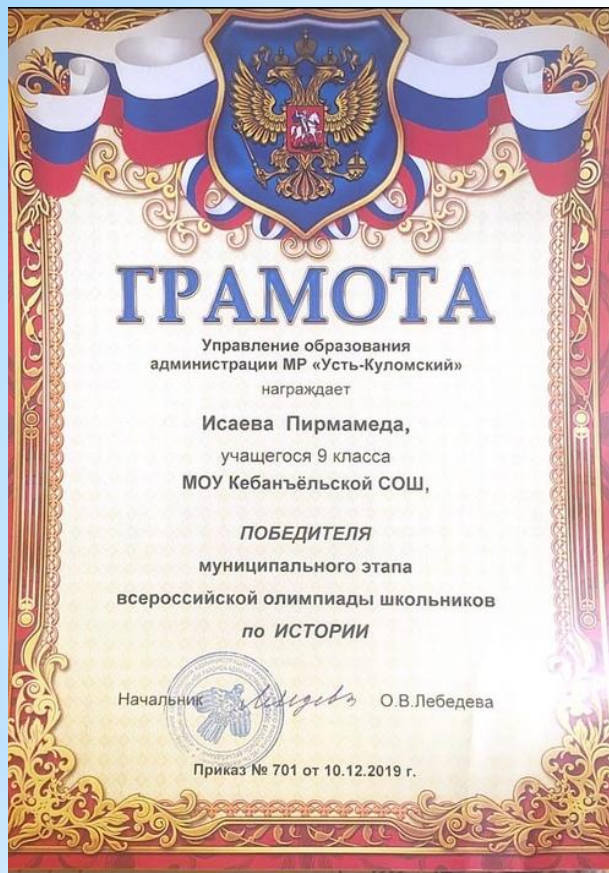 ГРАМОТА
Управление образования
администрации МР «Усть-Куломский»
награждает
Исаева Пирмамеда,
учащегося 9 класса
МОУ Кебанъёльской СОШ,
ПОБЕДИТЕЛЯ
муниципального этапа
всероссийской олимпиады школьников
по ИСТОРИИ
Начальник О.В.Лебедева
Приказ № 701 от 10.12.2019 г.